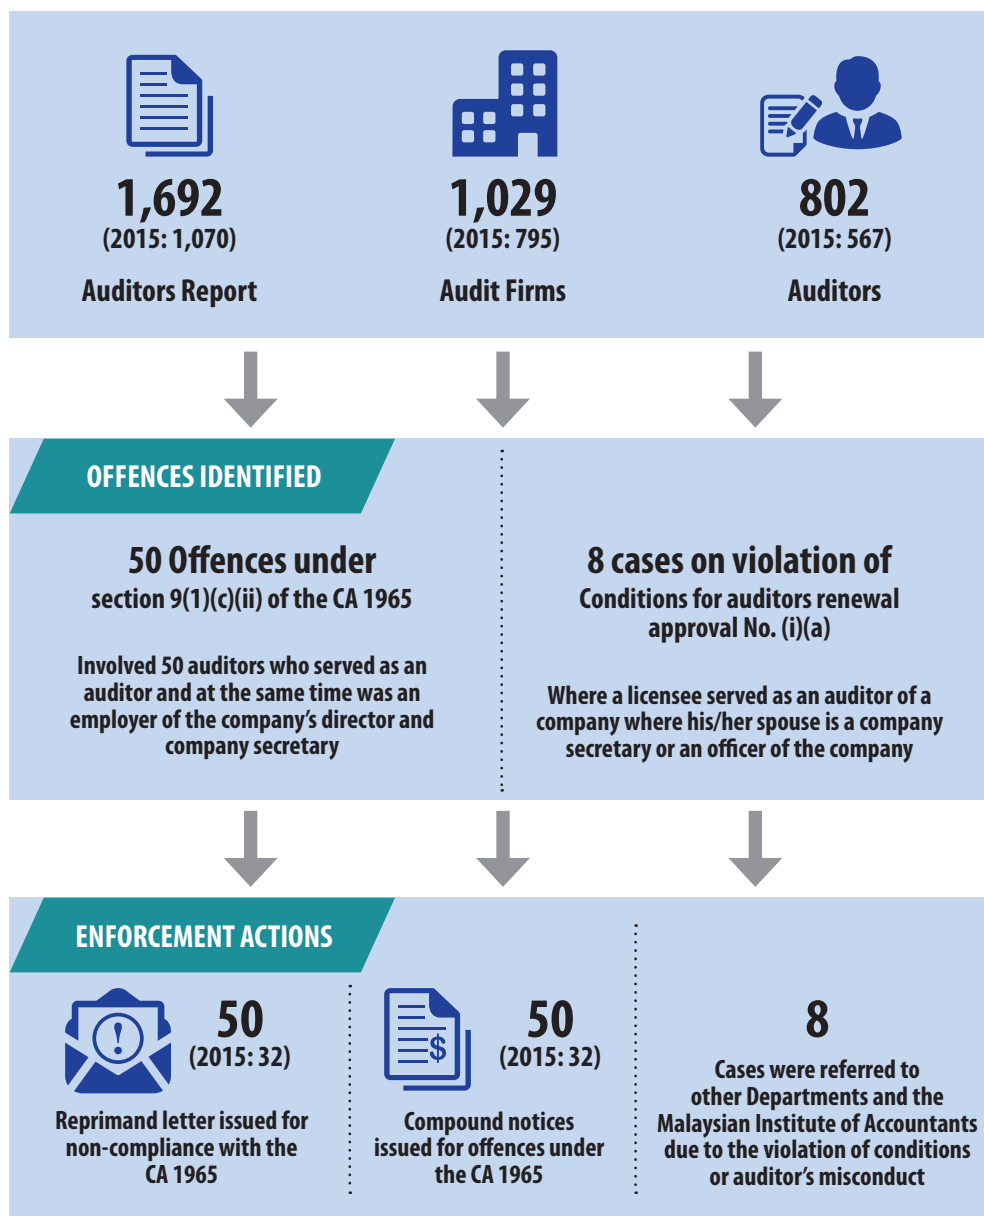 1,692
(2015: 1,070)
Auditors Report
1,029
(2015: 795)
Audit Firms
802
(2015: 567)
Auditors
OFFENCES IDENTIFIED
50 Offences under
section 9(1)(c)(ii) of the CA 1965
Involved 50 auditors who served as an
auditor and at the same time was an
employer of the company's director and
company secretary
8 cases on violation of
Conditions for auditors renewal
approval No. (i)(a)
Where a licensee served as an auditor of a
company where his/her spouse is a company
secretary or an officer of the company
ENFORCEMENT ACTIONS
!
50
(2015: 32)
Reprimand letter issued for
non-compliance with the
CA 1965
$
50
(2015: 32)
Compound notices
issued for offences under
the CA 1965
8
Cases were referred to
other Departments and the
Malaysian Institute of Accountants
due to the violation of conditions
or auditor's misconduct